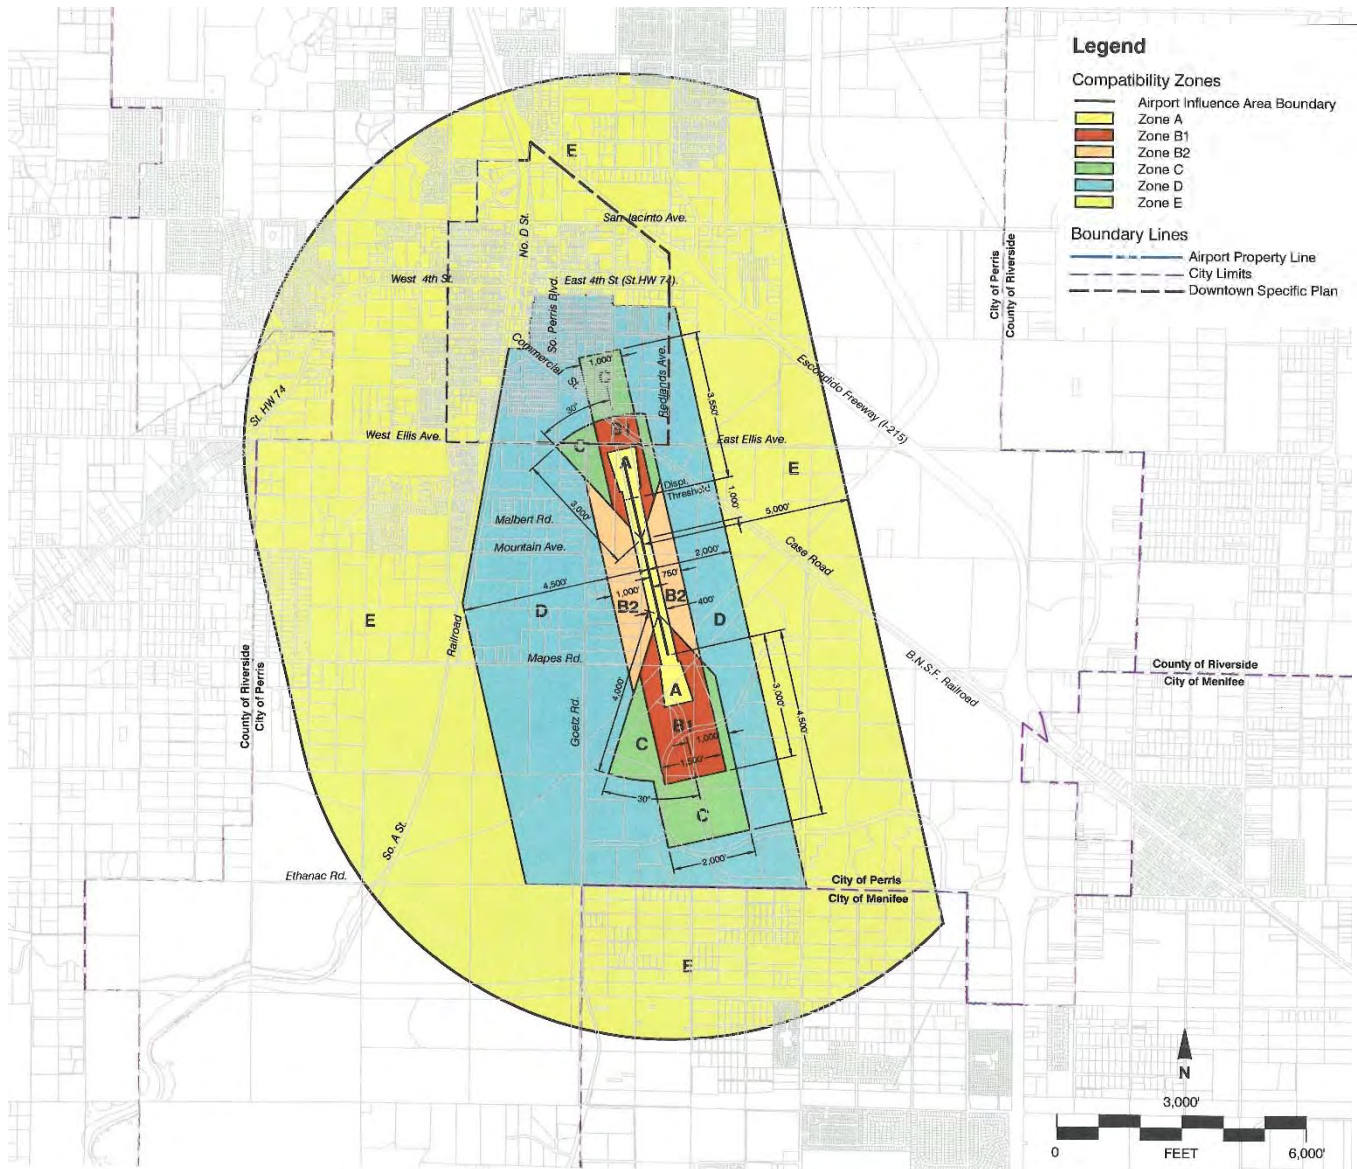 Legend
Compatibility Zones
Airport Influence Area Boundary
Zone A
Zone B1
Zone B2
Zone C
Zone D
Zone E
Boundary Lines
Airport Property Line
City Limits
Downtown Specific Plan
E
San Jacinto Ave.
No. D St.
West 4th St.
East 4th St (St.HW 74).
So. Perris Blvd.
City of Perris
County of Riverside
Commercial St.
1,000'
C
Redlands Ave.
3,550'
Escondido Freeway (I-215)
St. HW 74
30°
West Ellis Ave.
B1
East Ellis Ave.
C
A
E
Displ.
Threshold
1,000'
3,000'
5,000'
Malbert Rd.
Mountain Ave.
Case Road
2,000'
4,500'
750'
1,000'
B2
400'
D
B2
D
E
Railroad
Mapes Rd.
B.N.S.F. Railroad
County of Riverside
City of Menifee
County of Riverside
City of Perris
Goetz Rd.
4,000'
A
3,000'
4,500'
B1
C
1,000'
1,500'
30°
C
So. A St.
2,000'
Ethanac Rd.
City of Perris
City of Menifee
E
N
3,000'
0
FEET
6,000'